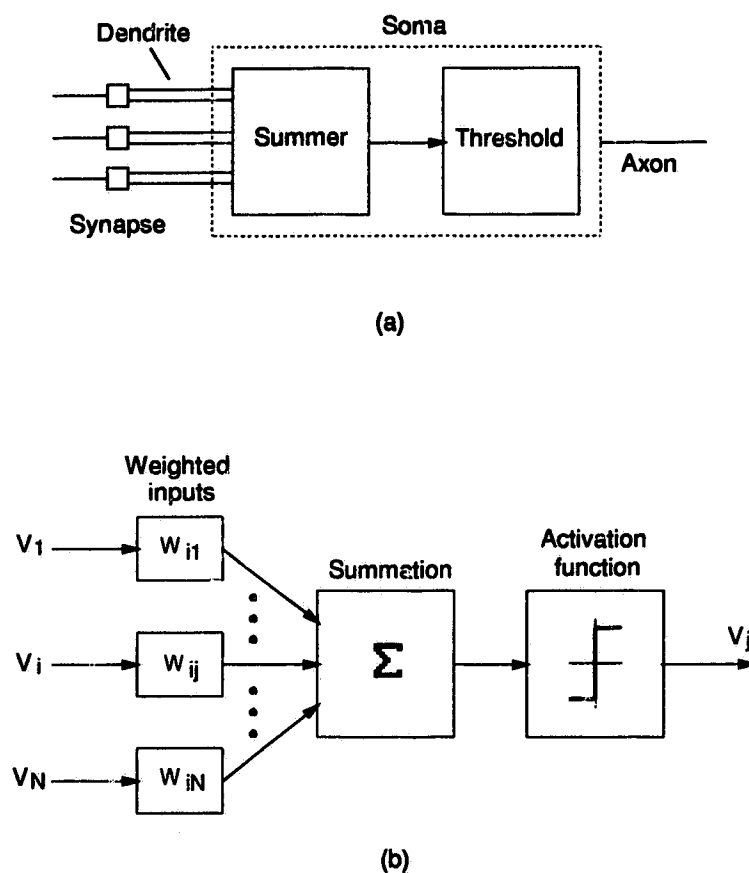 Dendrite
Soma
Summer
Threshold
Axon
Synapse
(a)
Weighted
inputs
V1
Wi1
Summation
Activation
function
Vi
Wij
Σ
Vj
VN
WiN
(b)